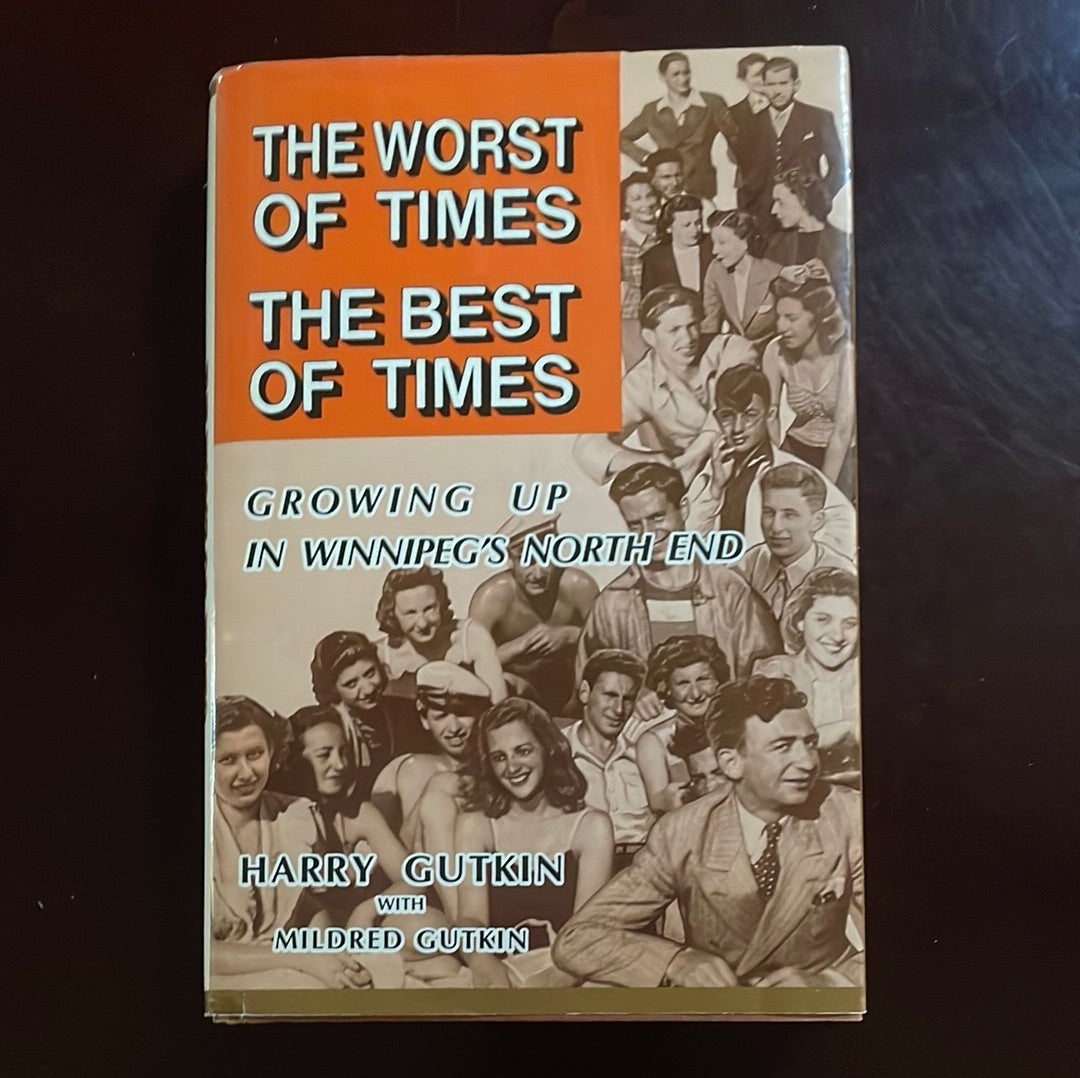 THE WORST
OF TIMES
THE BEST
OF TIMES
GROWING UP
IN WINNIPEG'S NORTH END
HARRY GUTKIN
WITH
MILDRED GUTKIN